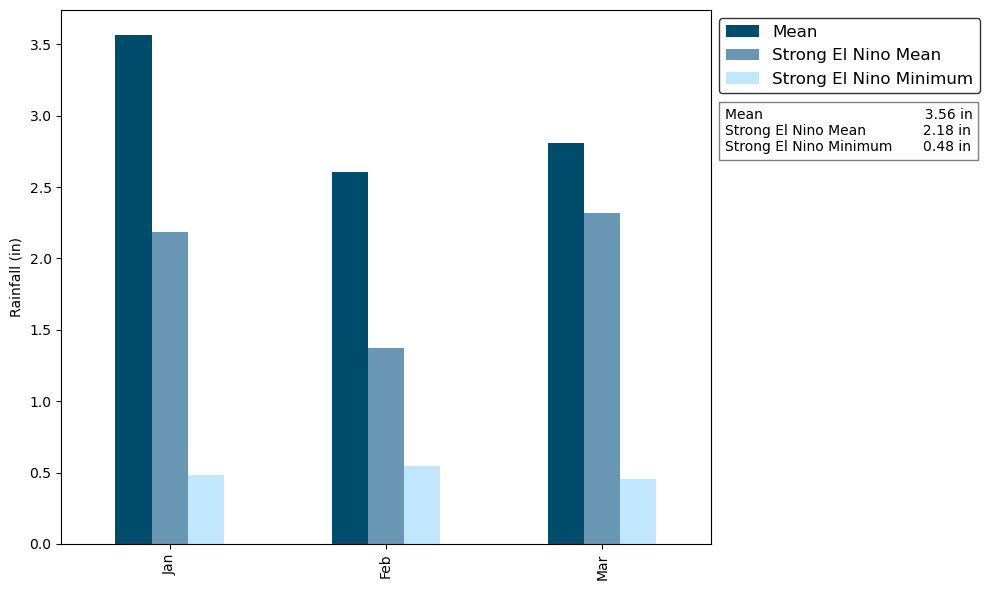 Rainfall (in)
3.5
3.0
2.5
2.0
1.5
1.0
0.5
0.0
Jan
Feb
Mar
Mean
Strong El Nino Mean
Strong El Nino Minimum
Mean 3.56 in
Strong El Nino Mean 2.18 in
Strong El Nino Minimum 0.48 in